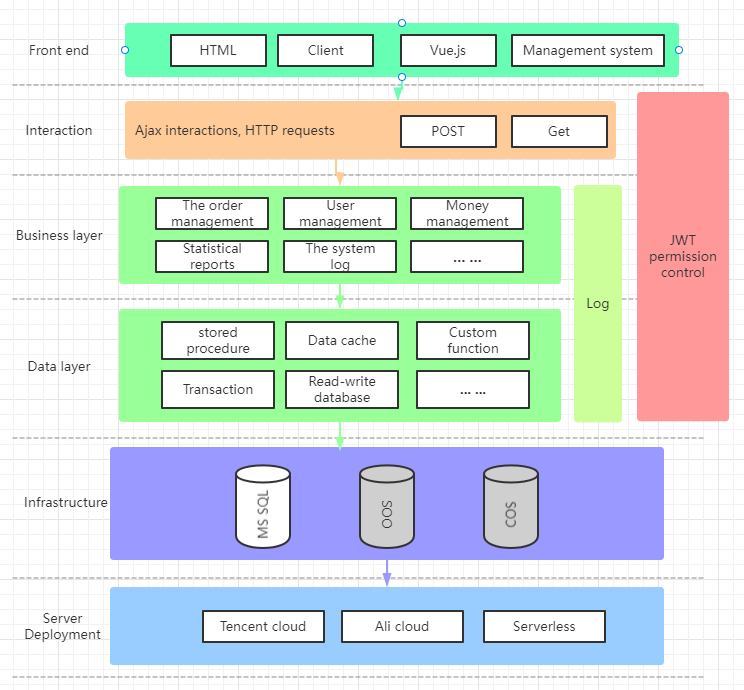 Front end
HTML
Client
Vue.js
Management system
Interaction
Ajax interactions, HTTP requests
POST
Get
JWT
permission
control
Business layer
The order
management
User
management
Money
management
Statistical
reports
The system
log
... ...
Log
Data layer
stored
procedure
Data cache
Custom
function
Transaction
Read-write
database
... ...
Infrastructure
MS SQL
OOS
COS
Server
Deployment
Tencent cloud
Ali cloud
Serverless